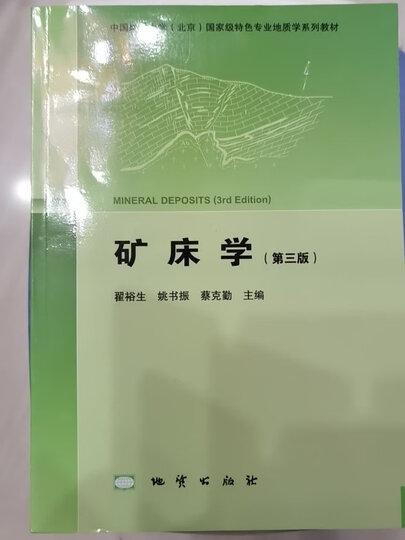 中国 学(北京)国家级特色专业地质学系列教材
MINERAL DEPOSITS (3rd Edition)
矿床学(第三版)
翟裕生 姚书振 蔡克勤 主编
地质出版社